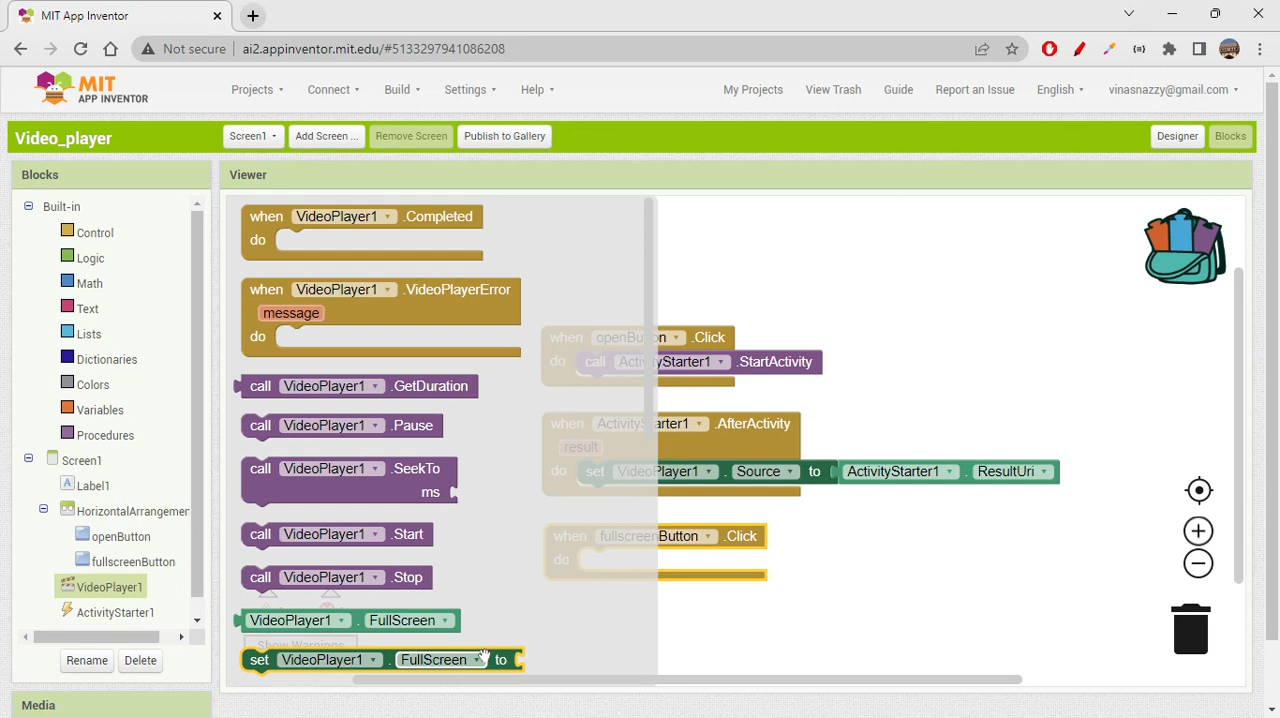 MIT App Inventor
Not secure
ai2.appinventor.mit.edu/#5133297941086208
MIT
APP INVENTOR
Projects
Connect
Build
Settings
Help
My Projects
View Trash
Guide
Report an Issue
English
vinasnazzy@gmail.com
Video_player
Screen1
Add Screen ...
Remove Screen
Publish to Gallery
Designer
Blocks
Blocks
Viewer
Built-in
Control
Logic
Math
Text
Lists
Dictionaries
Colors
Variables
Procedures
Screen1
Label1
HorizontalArrangemen
openButton
fullscreenButton
VideoPlayer1
ActivityStarter1
Rename
Delete
Media
when VideoPlayer1 .Completed
do
when VideoPlayer1 .VideoPlayerError
message
do
call VideoPlayer1 .GetDuration
call VideoPlayer1 .Pause
call VideoPlayer1 .SeekTo
ms
call VideoPlayer1 .Start
call VideoPlayer1 .Stop
VideoPlayer1 . FullScreen
Show Warnings
set VideoPlayer1 . FullScreen to
when openButton .Click
do call ActivityStarter1 .StartActivity
when ActivityStarter1 .AfterActivity
result
do set VideoPlayer1 . Source to ActivityStarter1 . ResultUri
when fullscreenButton .Click
do